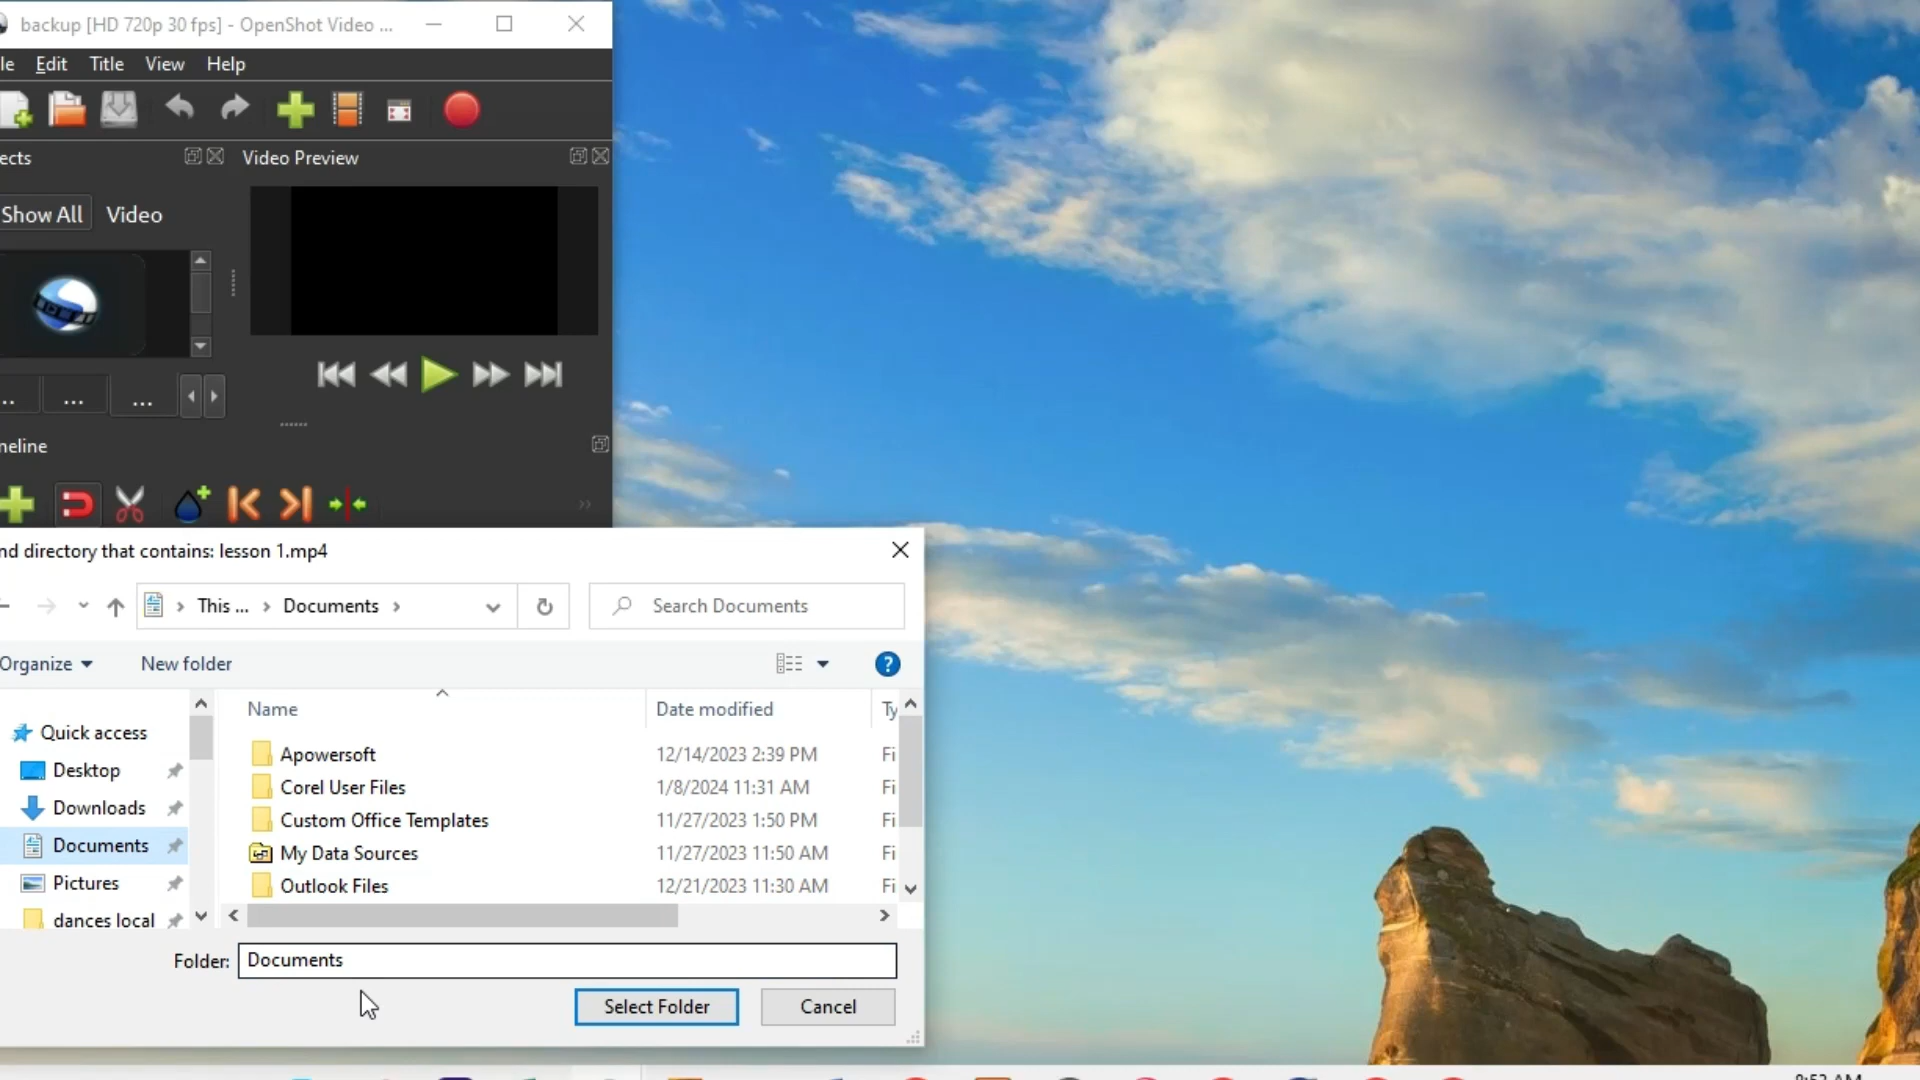 backup [HD 720p 30 fps] - OpenShot Video ...
le Edit Title View Help
ects
Video Preview
Show All Video
... ...
neline
nd directory that contains: lesson 1.mp4
This ... Documents
Search Documents
Organize New folder
?
Name Date modified Ty
Quick access
Desktop
Downloads
Documents
Pictures
dances local
Apowersoft 12/14/2023 2:39 PM Fi
Corel User Files 1/8/2024 11:31 AM Fi
Custom Office Templates 11/27/2023 1:50 PM Fi
My Data Sources 11/27/2023 11:50 AM Fi
Outlook Files 12/21/2023 11:30 AM Fi
Folder: Documents
Select Folder Cancel